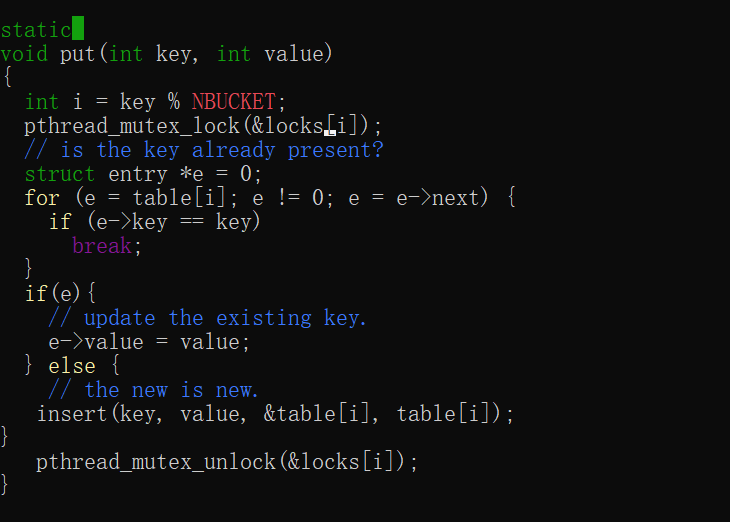 static
void put(int key, int value)
{
  int i = key % NBUCKET;
  pthread_mutex_lock(&locks[i]);
  // is the key already present?
  struct entry *e = 0;
  for (e = table[i]; e != 0; e = e->next) {
    if (e->key == key)
      break;
  }
  if(e){
    // update the existing key.
    e->value = value;
  } else {
    // the new is new.
   insert(key, value, &table[i], table[i]);
}
   pthread_mutex_unlock(&locks[i]);
}